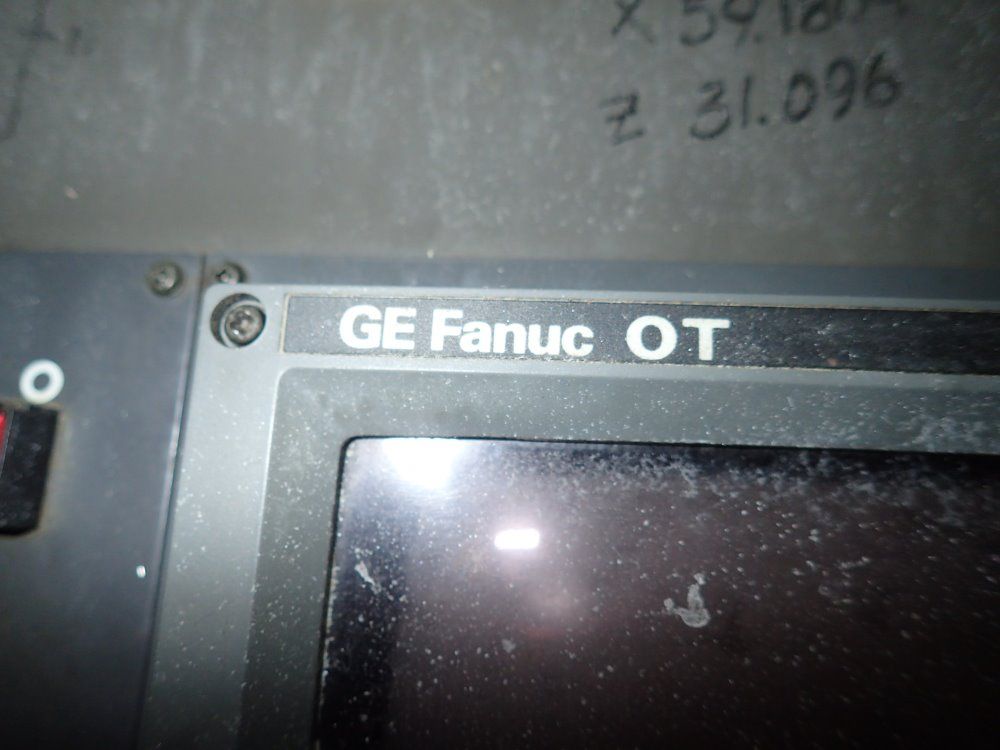 X 59.18
Z 31.096
GE Fanuc OT
O